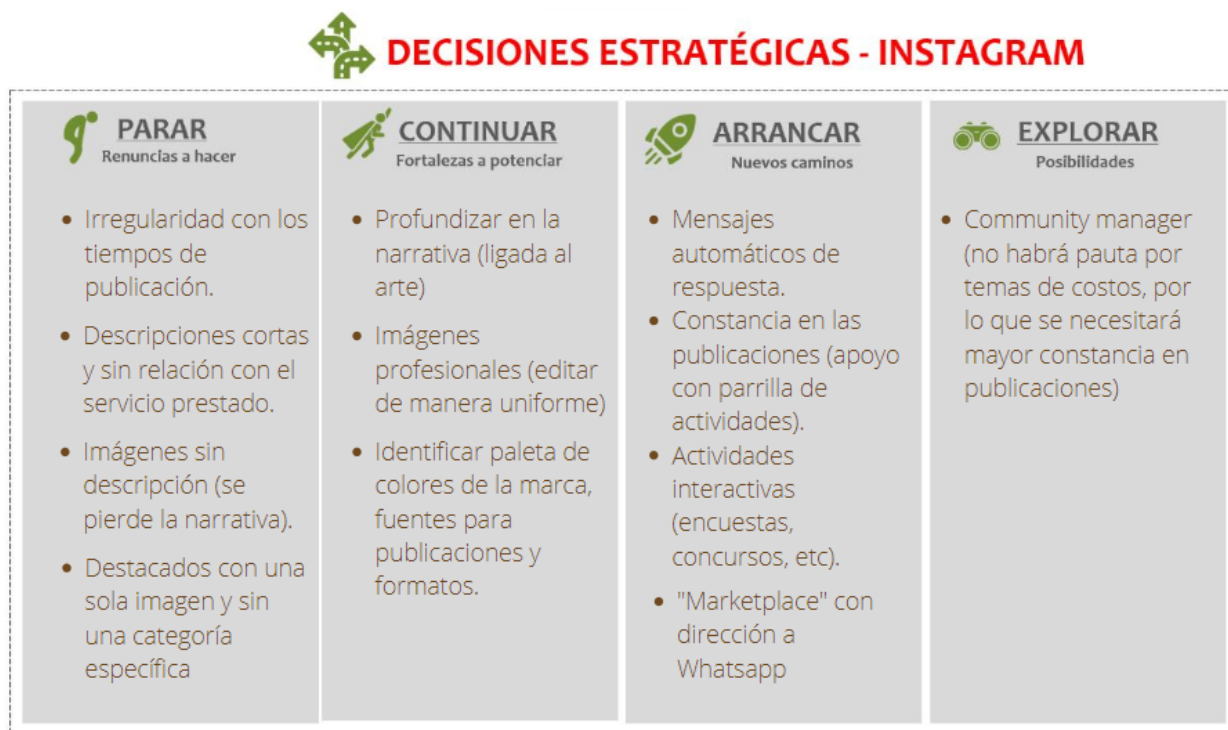 DECISIONES ESTRATÉGICAS - INSTAGRAM
PARAR
Renuncias a hacer
• Irregularidad con los
tiempos de
publicación.
• Descripciones cortas
y sin relación con el
servicio prestado.
• Imágenes sin
descripción (se
pierde la narrativa).
• Destacados con una
sola imagen y sin
una categoría
específica
CONTINUAR
Fortalezas a potenciar
• Profundizar en la
narrativa (ligada al
arte)
• Imágenes
profesionales (editar
de manera uniforme)
• Identificar paleta de
colores de la marca,
fuentes para
publicaciones y
formatos.
ARRANCAR
Nuevos caminos
• Mensajes
automáticos de
respuesta.
• Constancia en las
publicaciones (apoyo
con parrilla de
actividades).
• Actividades
interactivas
(encuestas,
concursos, etc).
• "Marketplace" con
dirección a
Whatsapp
EXPLORAR
Posibilidades
• Community manager
(no habrá pauta por
temas de costos, por
lo que se necesitará
mayor constancia en
publicaciones)